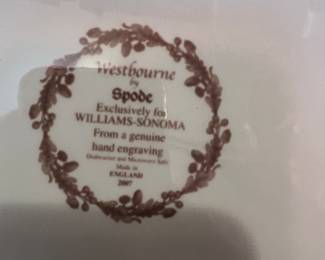 Westbourne
by
Spode
Exclusively for
WILLIAMS-SONOMA
From a genuine
hand engraving
Dishwasher and Microwave Safe
Made in
ENGLAND
2007